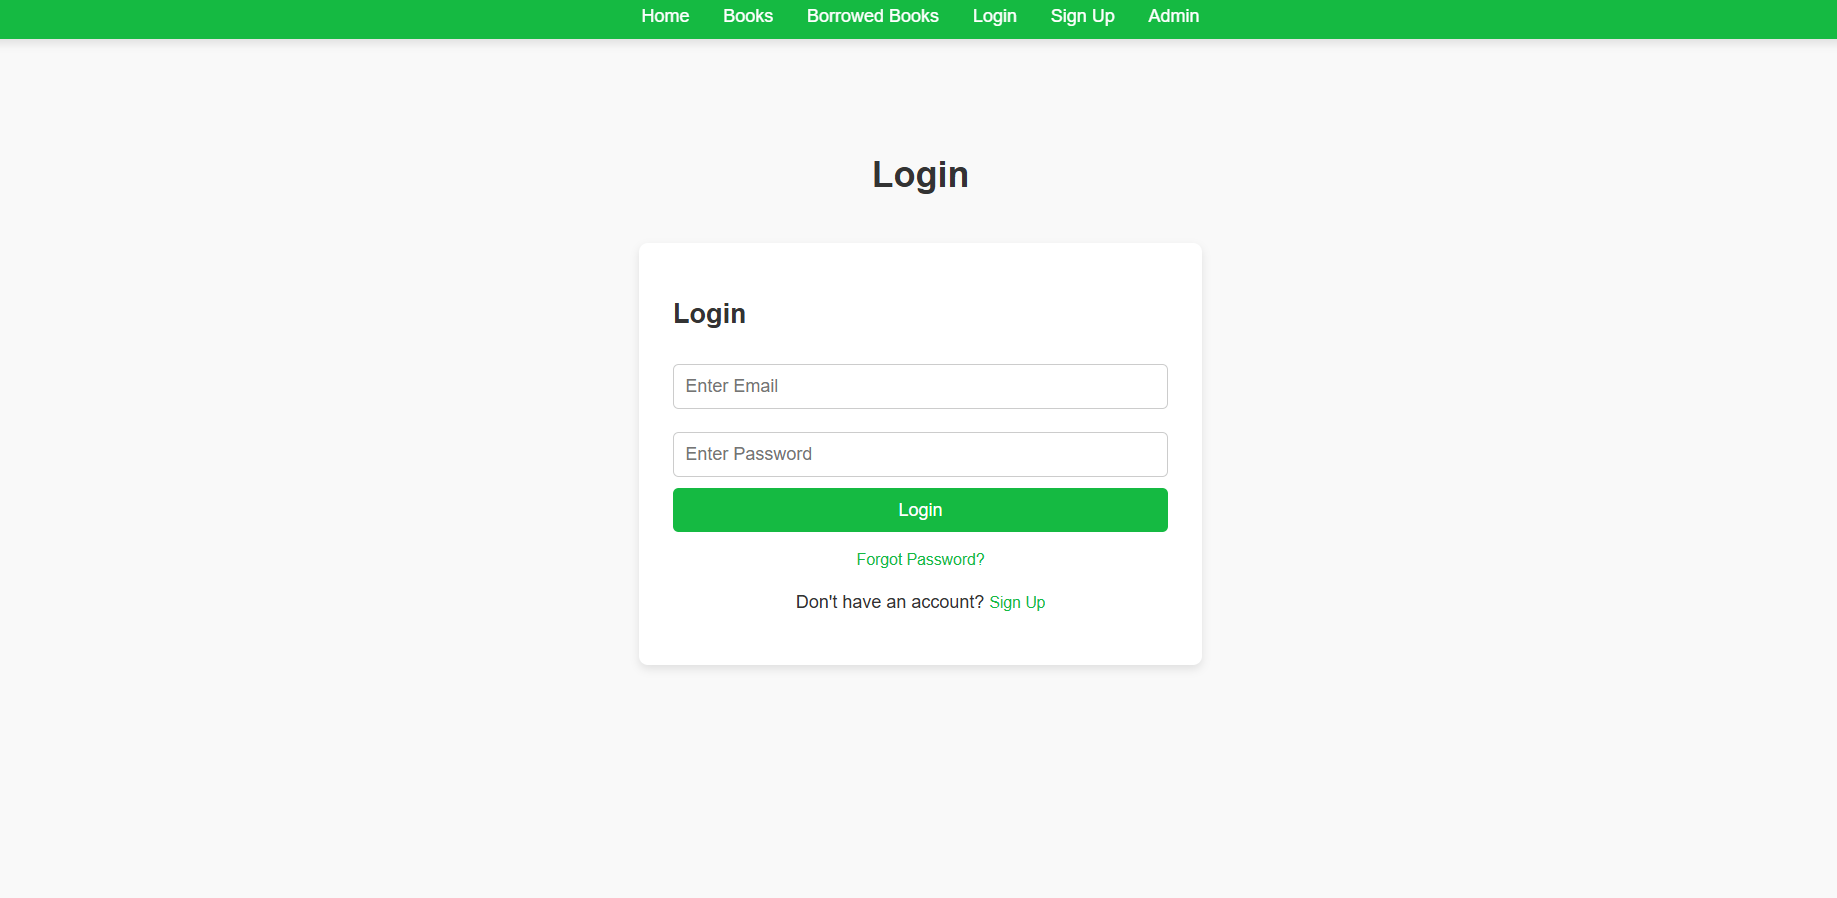 Home Books Borrowed Books Login Sign Up Admin
Login
Login
Enter Email
Enter Password
Login
Forgot Password?
Don't have an account? Sign Up